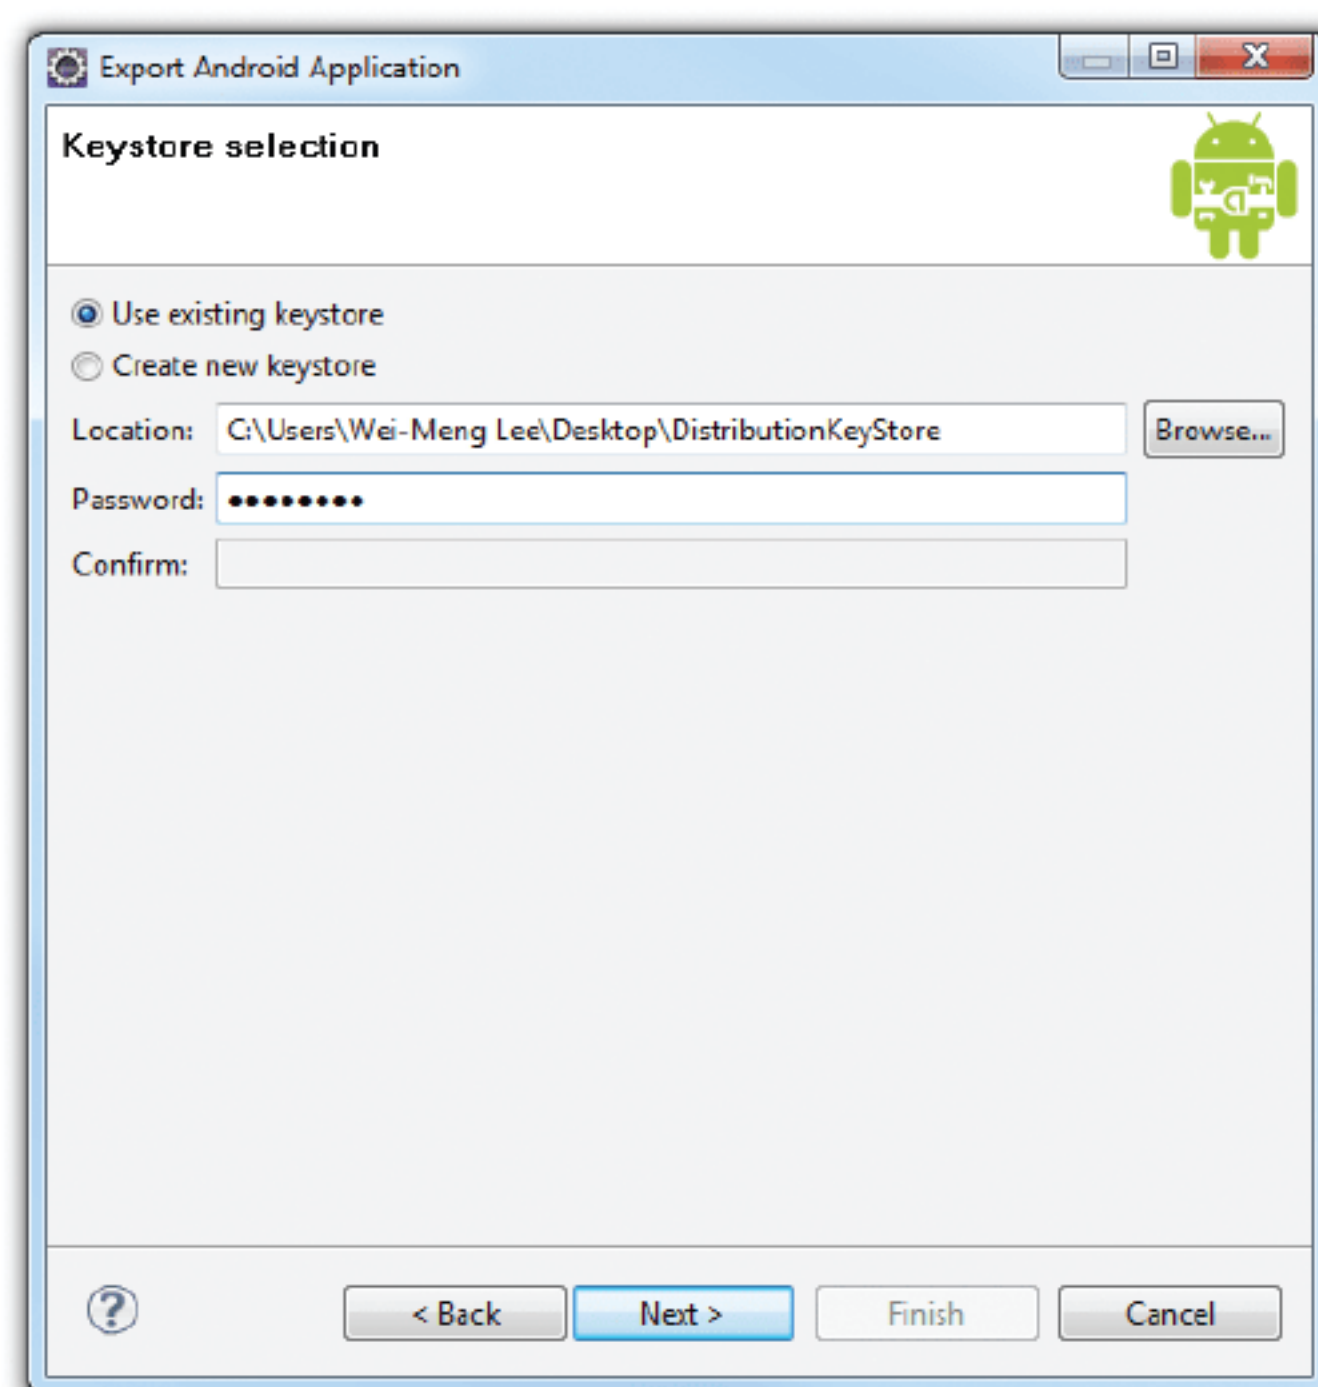 Export Android Application
Keystore selection
Use existing keystore
Create new keystore
Location: C:\Users\Wei-Meng Lee\Desktop\DistributionKeyStore Browse...
Password: ••••••••
Confirm:
? < Back Next > Finish Cancel